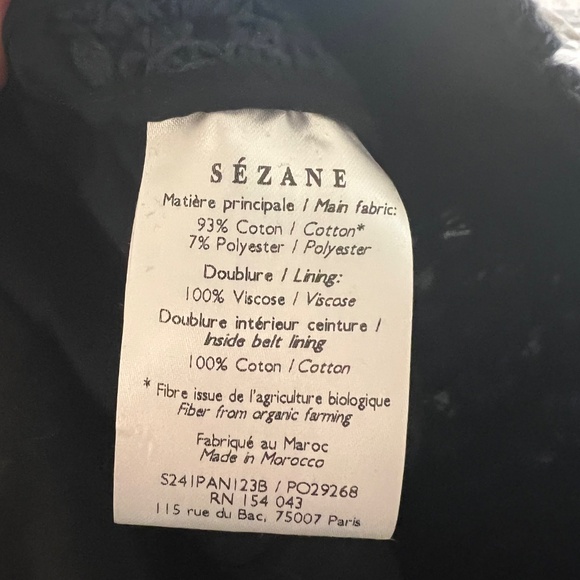 SÉZANE
Matière principale / Main fabric:
93% Coton / Cotton*
7% Polyester / Polyester
Doublure / Lining:
100% Viscose / Viscose
Doublure intérieur ceinture /
Inside belt lining
100% Coton / Cotton
* Fibre issue de l'agriculture biologique
Fiber from organic farming
Fabriqué au Maroc
Made in Morocco
S241PAN123B / PO29268
RN 154 043
115 rue du Bac, 75007 Paris